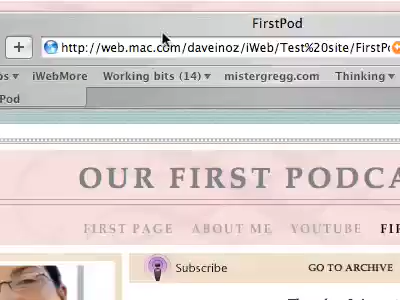 FirstPod
http://web.mac.com/daveinoz/iWeb/Test%20site/FirstPo
iWebMore Working bits (14) mistergregg.com Thinking
Pod
OUR FIRST PODCA
FIRST PAGE ABOUT ME YOUTUBE FIR
Subscribe GO TO ARCHIVE